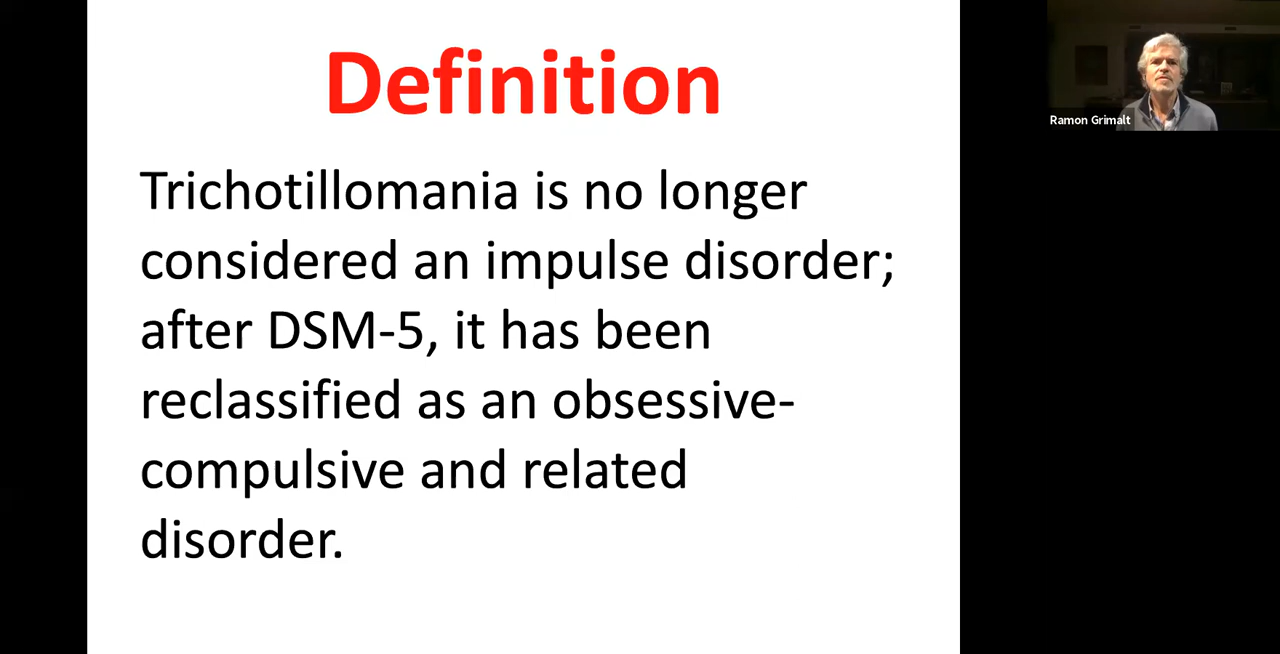 Definition
Trichotillomania is no longer
considered an impulse disorder;
after DSM-5, it has been
reclassified as an obsessive-
compulsive and related
disorder.
Ramon Grimalt